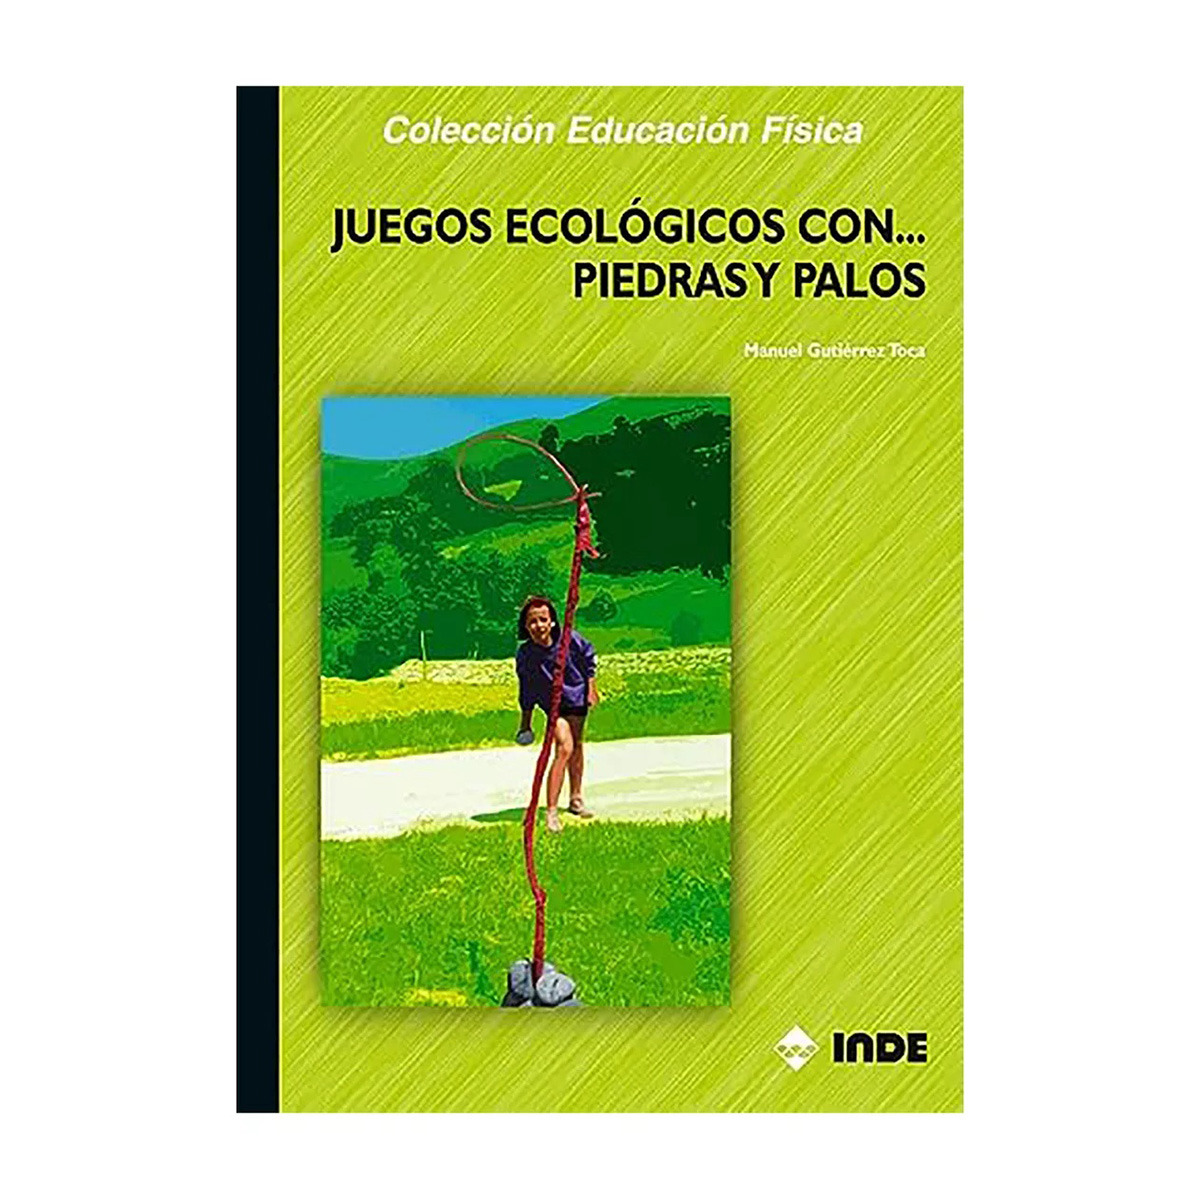 Colección Educación Física
JUEGOS ECOLÓGICOS CON...
PIEDRAS Y PALOS
Manuel Gutiérrez Toca
INDE